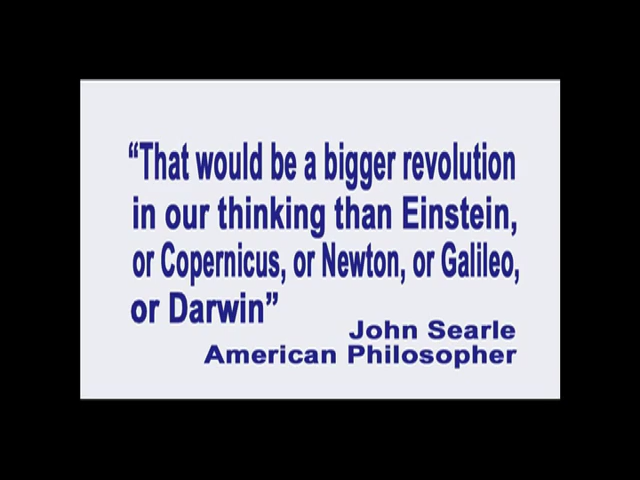 “That would be a bigger revolution
in our thinking than Einstein,
or Copernicus, or Newton, or Galileo,
or Darwin”
John Searle
American Philosopher